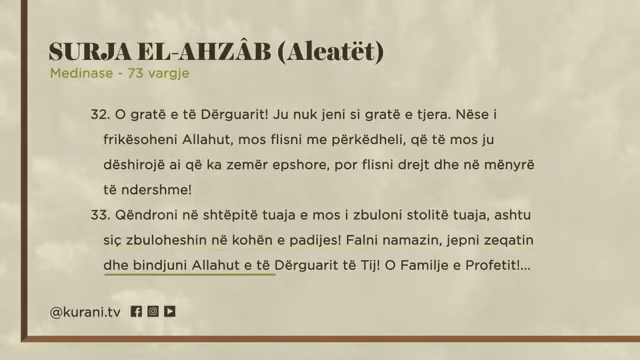 SURJA EL-AHZÂB (Aleatët)
Medinase - 73 vargje
32. O gratë e të Dërguarit! Ju nuk jeni si gratë e tjera. Nëse i
frikësoheni Allahut, mos flisni me përkëdheli, që të mos ju
dëshirojë ai që ka zemër epshore, por flisni drejt dhe në mënyrë
të ndershme!
33. Qëndroni në shtëpitë tuaja e mos i zbuloni stolitë tuaja, ashtu
siç zbuloheshin në kohën e padijes! Falni namazin, jepni zeqatin
dhe bindjuni Allahut e të Dërguarit të Tij! O Familje e Profetit!...
@kurani.tv